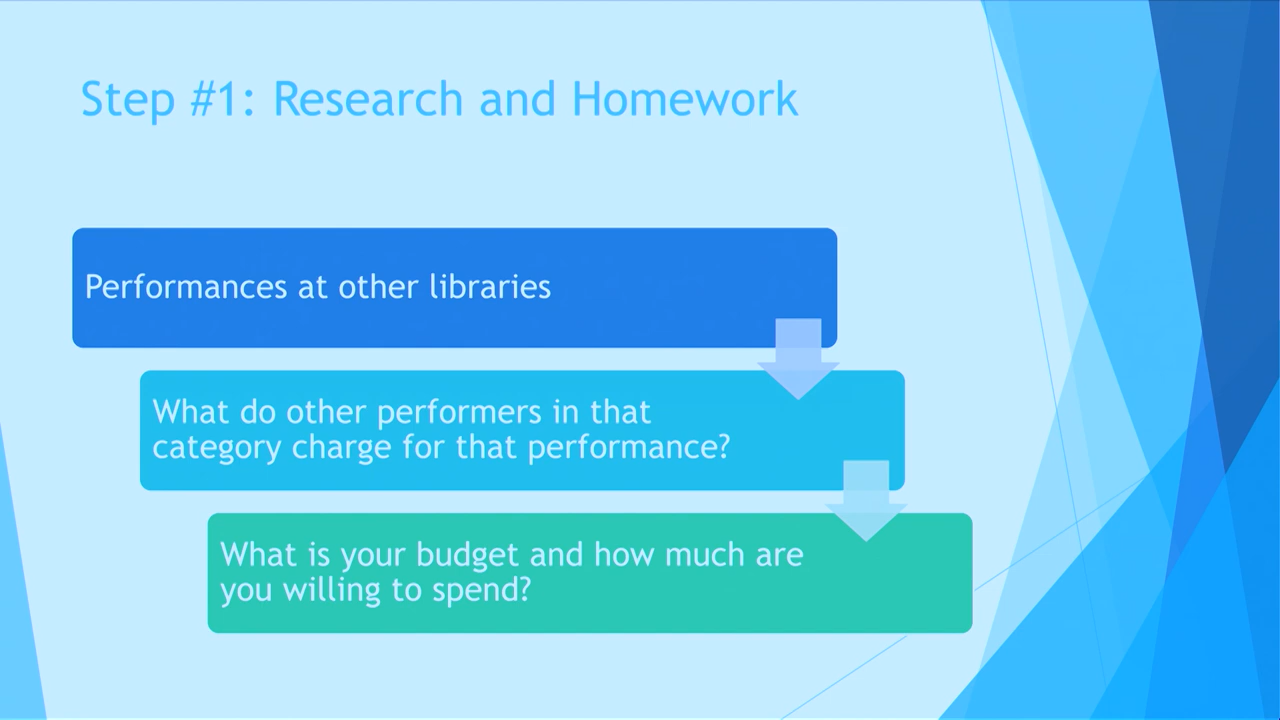 Step #1: Research and Homework
Performances at other libraries
What do other performers in that
category charge for that performance?
What is your budget and how much are
you willing to spend?